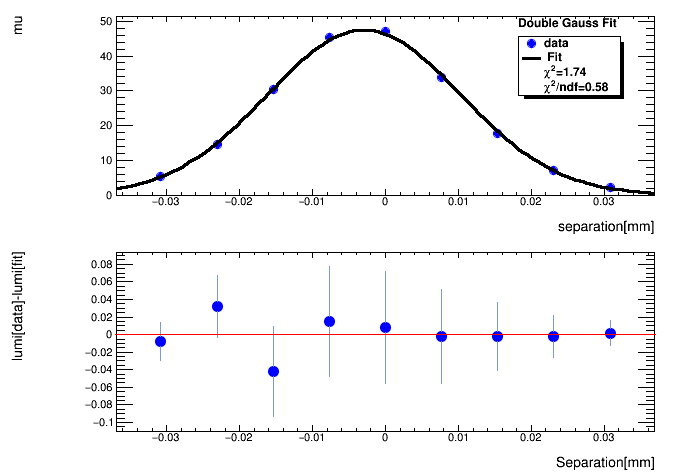 Double Gauss Fit
data
Fit
χ²=1.74
χ²/ndf=0.58
mu
50
40
30
20
10
0
−0.03 −0.02 −0.01 0 0.01 0.02 0.03
separation[mm]
lumi[data]-lumi[fit]
0.08
0.06
0.04
0.02
0
−0.02
−0.04
−0.06
−0.08
−0.1
−0.03 −0.02 −0.01 0 0.01 0.02 0.03
Separation[mm]